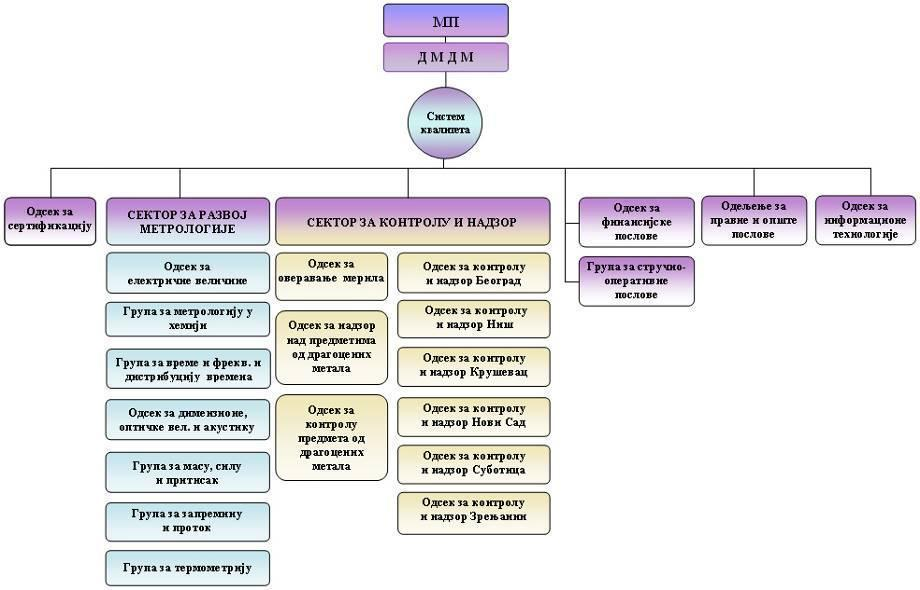 МП
Д М Д М
Систем
квалитета
Одсек за
сертификацију
СЕКТОР ЗА РАЗВОЈ
МЕТРОЛОГИЈЕ
Одсек за
електричне величине
Група за метрологију у
хемији
Група за време и фрекв. и
дистрибуцију времена
Одсек за димензионе,
оптичке вел. и акустику
Група за масу, силу
и притисак
Група за запремину
и проток
Група за термометрију
СЕКТОР ЗА КОНТРОЛУ И НАДЗОР
Одсек за
оверавање мерила
Одсек за надзор
над предметима
од драгоцених
метала
Одсек за
контролу
предмета од
драгоцених
метала
Одсек за контролу
и надзор Београд
Одсек за контролу
и надзор Ниш
Одсек за контролу
и надзор Крушевац
Одсек за контролу
и надзор Нови Сад
Одсек за контролу
и надзор Суботица
Одсек за контролу
и надзор Зрењанин
Одсек за
финансијске
послове
Група за стручно-
оперативне
послове
Одељење за
правне и опште
послове
Одсек за
информационе
технологије